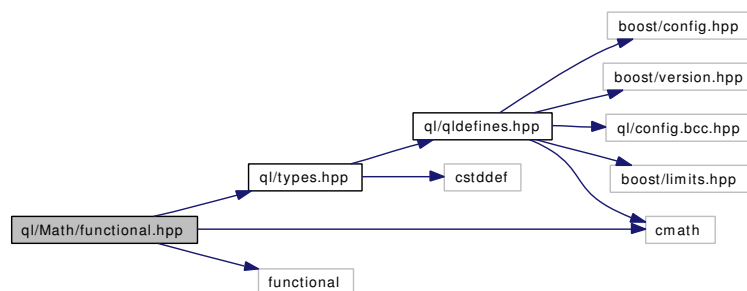 boost/config.hpp
boost/version.hpp
ql/qldefines.hpp
ql/config.bcc.hpp
ql/types.hpp
cstddef
boost/limits.hpp
ql/Math/functional.hpp
cmath
functional